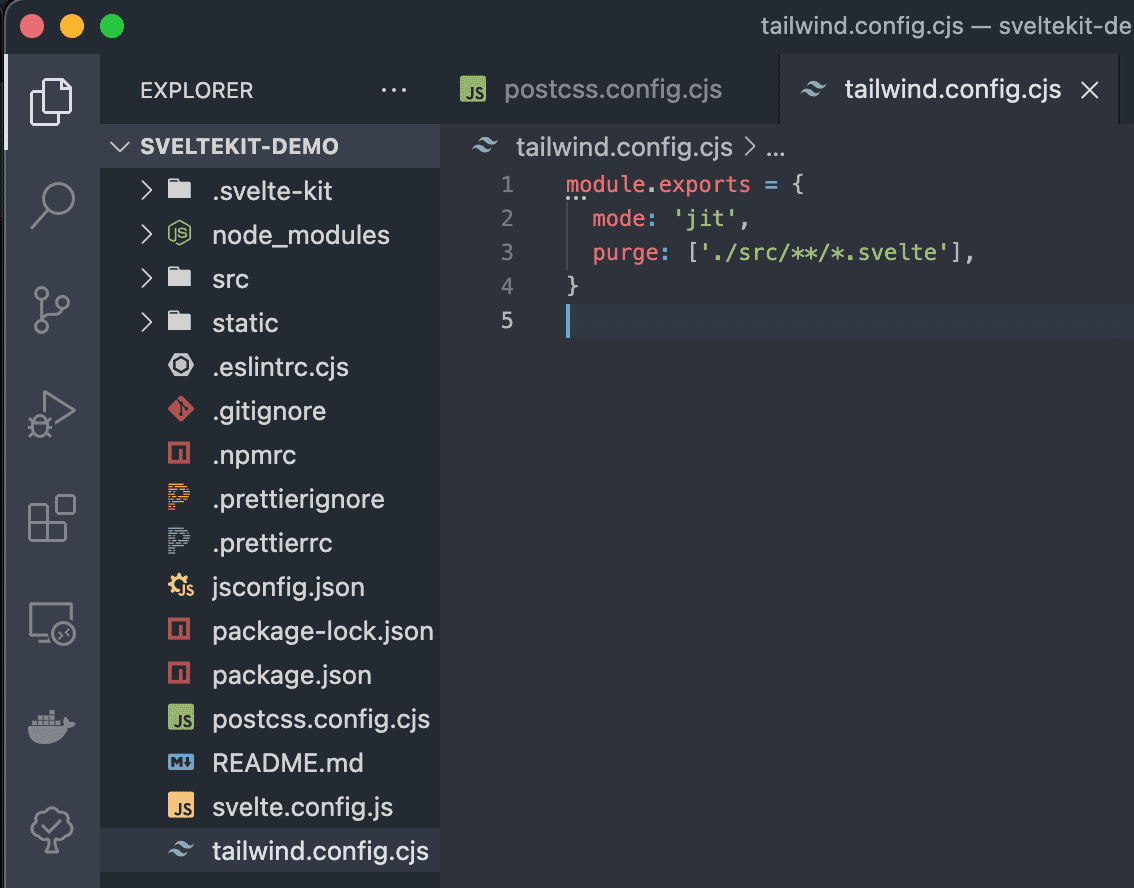 tailwind.config.cjs — sveltekit-de
EXPLORER
postcss.config.cjs
tailwind.config.cjs
SVELTEKIT-DEMO
.svelte-kit
node_modules
src
static
.eslintrc.cjs
.gitignore
.npmrc
.prettierignore
.prettierrc
jsconfig.json
package-lock.json
package.json
postcss.config.cjs
README.md
svelte.config.js
tailwind.config.cjs
tailwind.config.cjs > ...
1 module.exports = {
2 mode: 'jit',
3 purge: ['./src/**/*.svelte'],
4 }
5